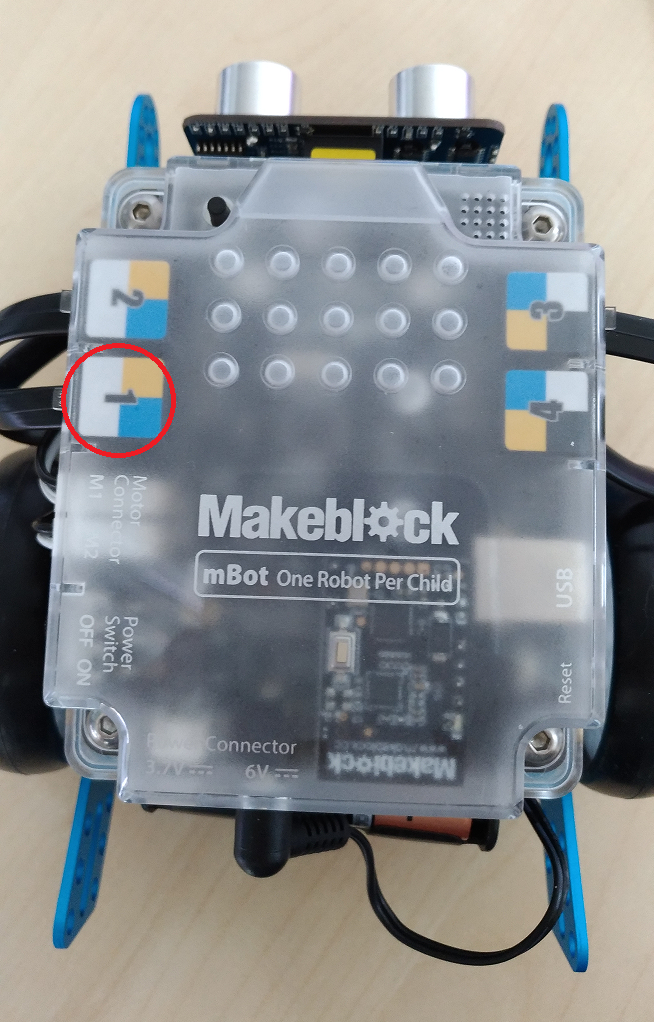 2
3
1
4
Motor
Connector
M1 M2
Makeblock
mBot One Robot Per Child
USB
Power
Switch
OFF ON
Reset
Power Connector
3.7V 6V
Makeblock